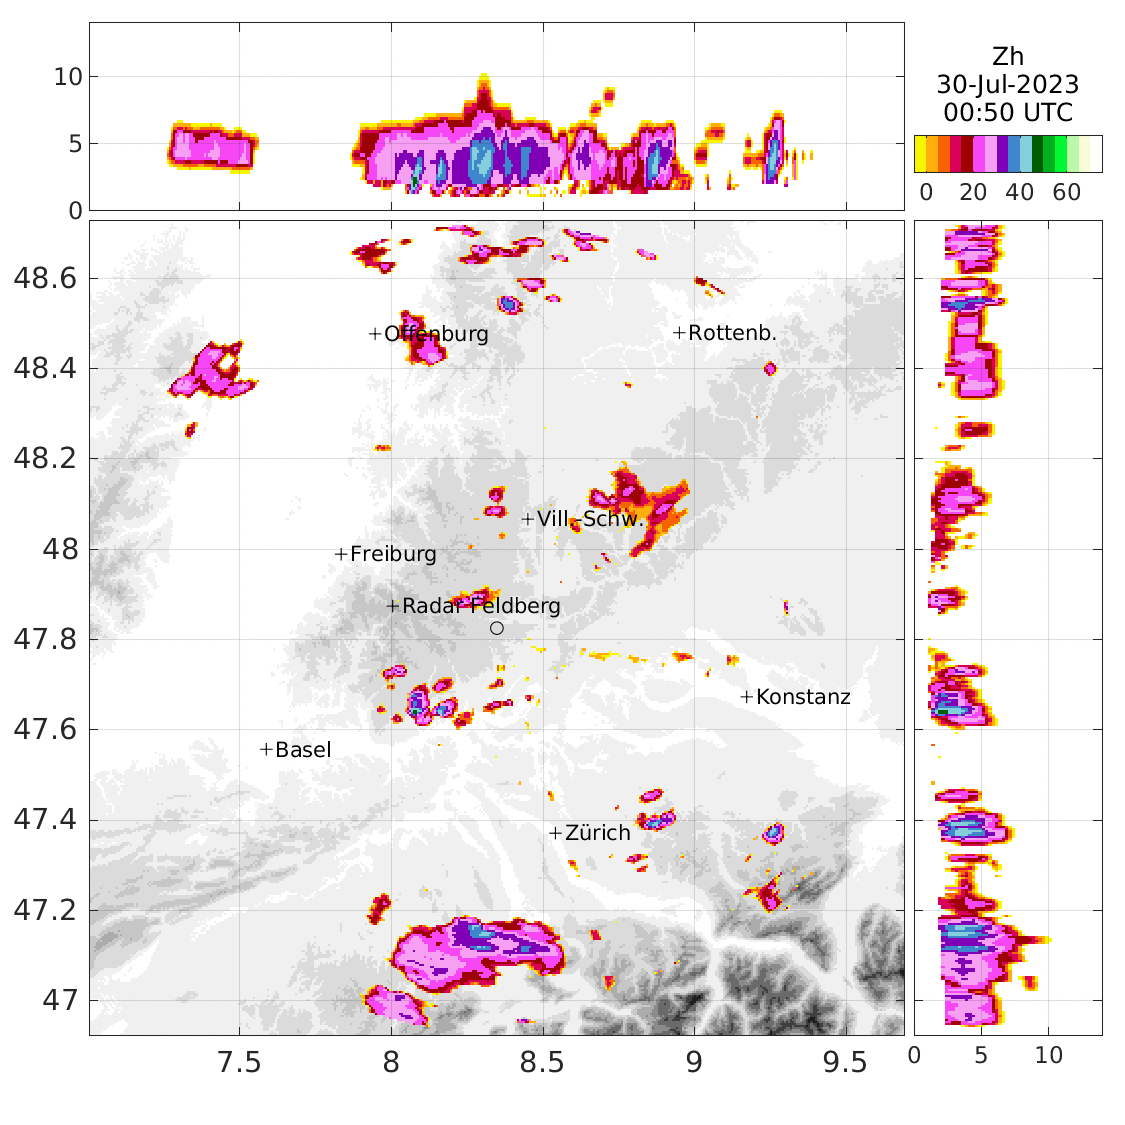 10
5
0
Zh
30-Jul-2023
00:50 UTC
0 20 40 60
48.6
48.4
48.2
48
47.8
47.6
47.4
47.2
47
+Offenburg
+Rottenb.
+Vill.-Schw.
+Freiburg
+Radar Feldberg
+Konstanz
+Basel
+Zürich
7.5 8 8.5 9 9.5
0 5 10